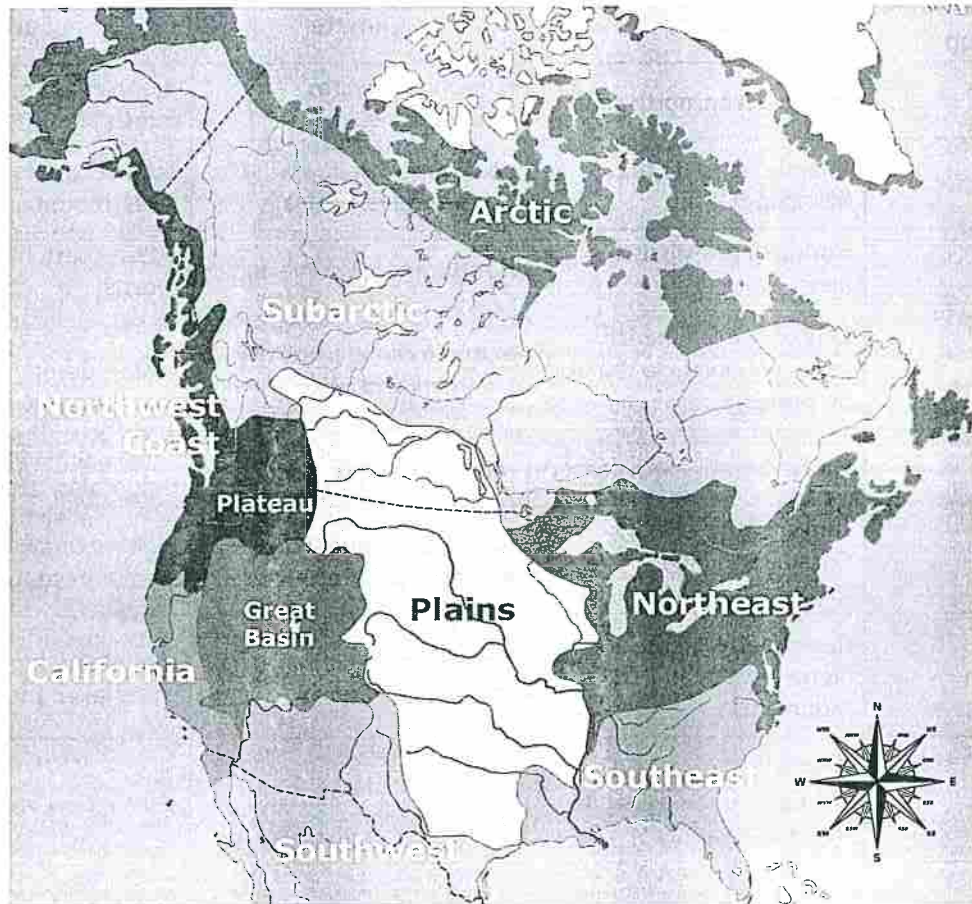 Arctic
Subarctic
Northwest
Coast
Plateau
Plains
Northeast
Great
Basin
California
Southeast
Southwest
N
W
E
S